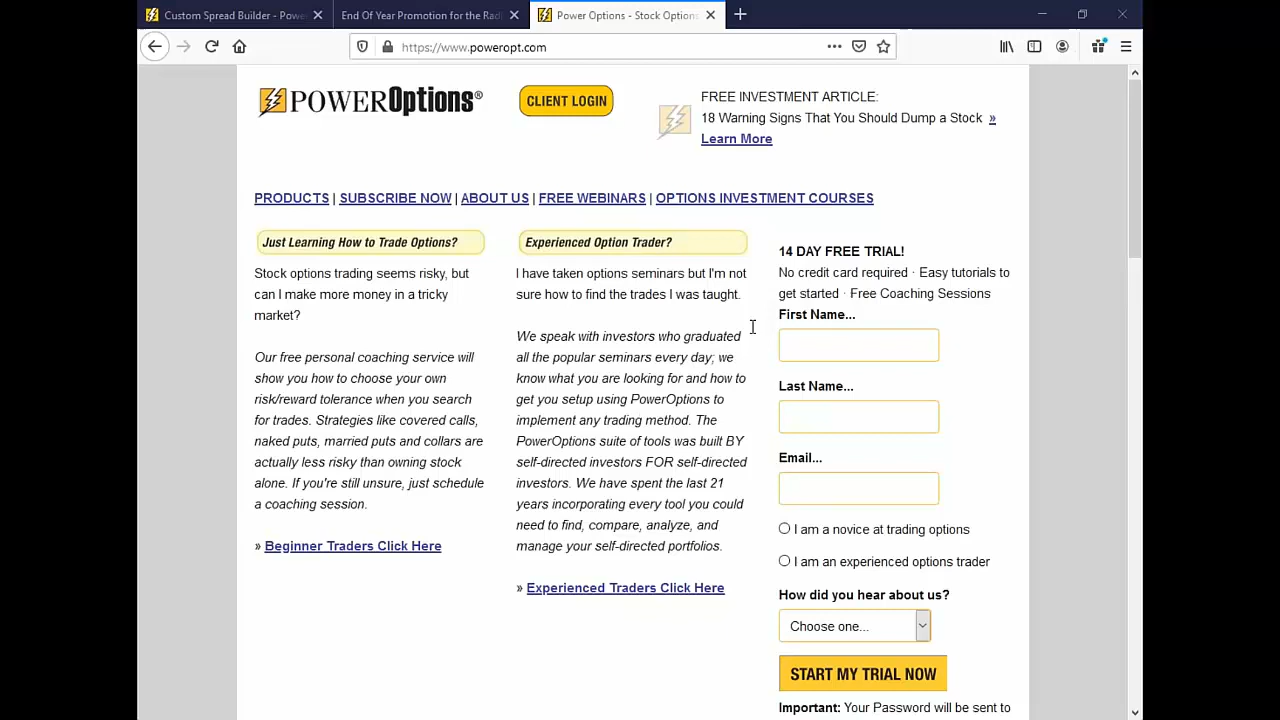 Custom Spread Builder - Powe
End Of Year Promotion for the Radi
Power Options - Stock Options
https://www.poweropt.com
POWEROptions®
CLIENT LOGIN
FREE INVESTMENT ARTICLE:
18 Warning Signs That You Should Dump a Stock »
Learn More
PRODUCTS | SUBSCRIBE NOW | ABOUT US | FREE WEBINARS | OPTIONS INVESTMENT COURSES
Just Learning How to Trade Options?
Stock options trading seems risky, but
can I make more money in a tricky
market?
Our free personal coaching service will
show you how to choose your own
risk/reward tolerance when you search
for trades. Strategies like covered calls,
naked puts, married puts and collars are
actually less risky than owning stock
alone. If you're still unsure, just schedule
a coaching session.
» Beginner Traders Click Here
Experienced Option Trader?
I have taken options seminars but I'm not
sure how to find the trades I was taught.
We speak with investors who graduated
all the popular seminars every day; we
know what you are looking for and how to
get you setup using PowerOptions to
implement any trading method. The
PowerOptions suite of tools was built BY
self-directed investors FOR self-directed
investors. We have spent the last 21
years incorporating every tool you could
need to find, compare, analyze, and
manage your self-directed portfolios.
» Experienced Traders Click Here
14 DAY FREE TRIAL!
No credit card required · Easy tutorials to
get started · Free Coaching Sessions
First Name...
Last Name...
Email...
I am a novice at trading options
I am an experienced options trader
How did you hear about us?
Choose one...
START MY TRIAL NOW
Important: Your Password will be sent to